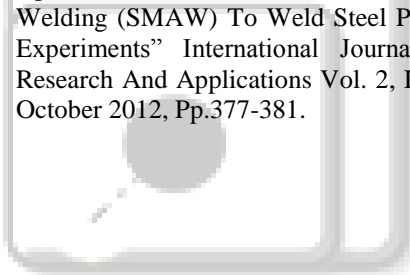 Welding (SMAW) To Weld Steel P
Experiments” International Journa
Research And Applications Vol. 2, I
October 2012, Pp.377-381.